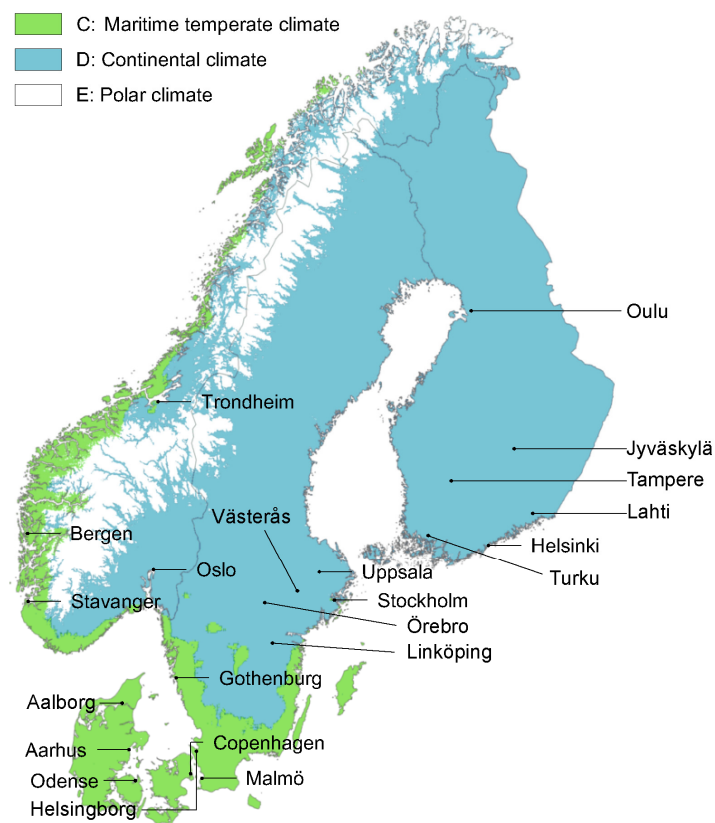 C: Maritime temperate climate
D: Continental climate
E: Polar climate
Oulu
Trondheim
Jyväskylä
Tampere
Västerås
Lahti
Bergen
Helsinki
Oslo
Uppsala
Turku
Stavanger
Stockholm
Örebro
Linköping
Gothenburg
Aalborg
Copenhagen
Aarhus
Odense
Malmö
Helsingborg